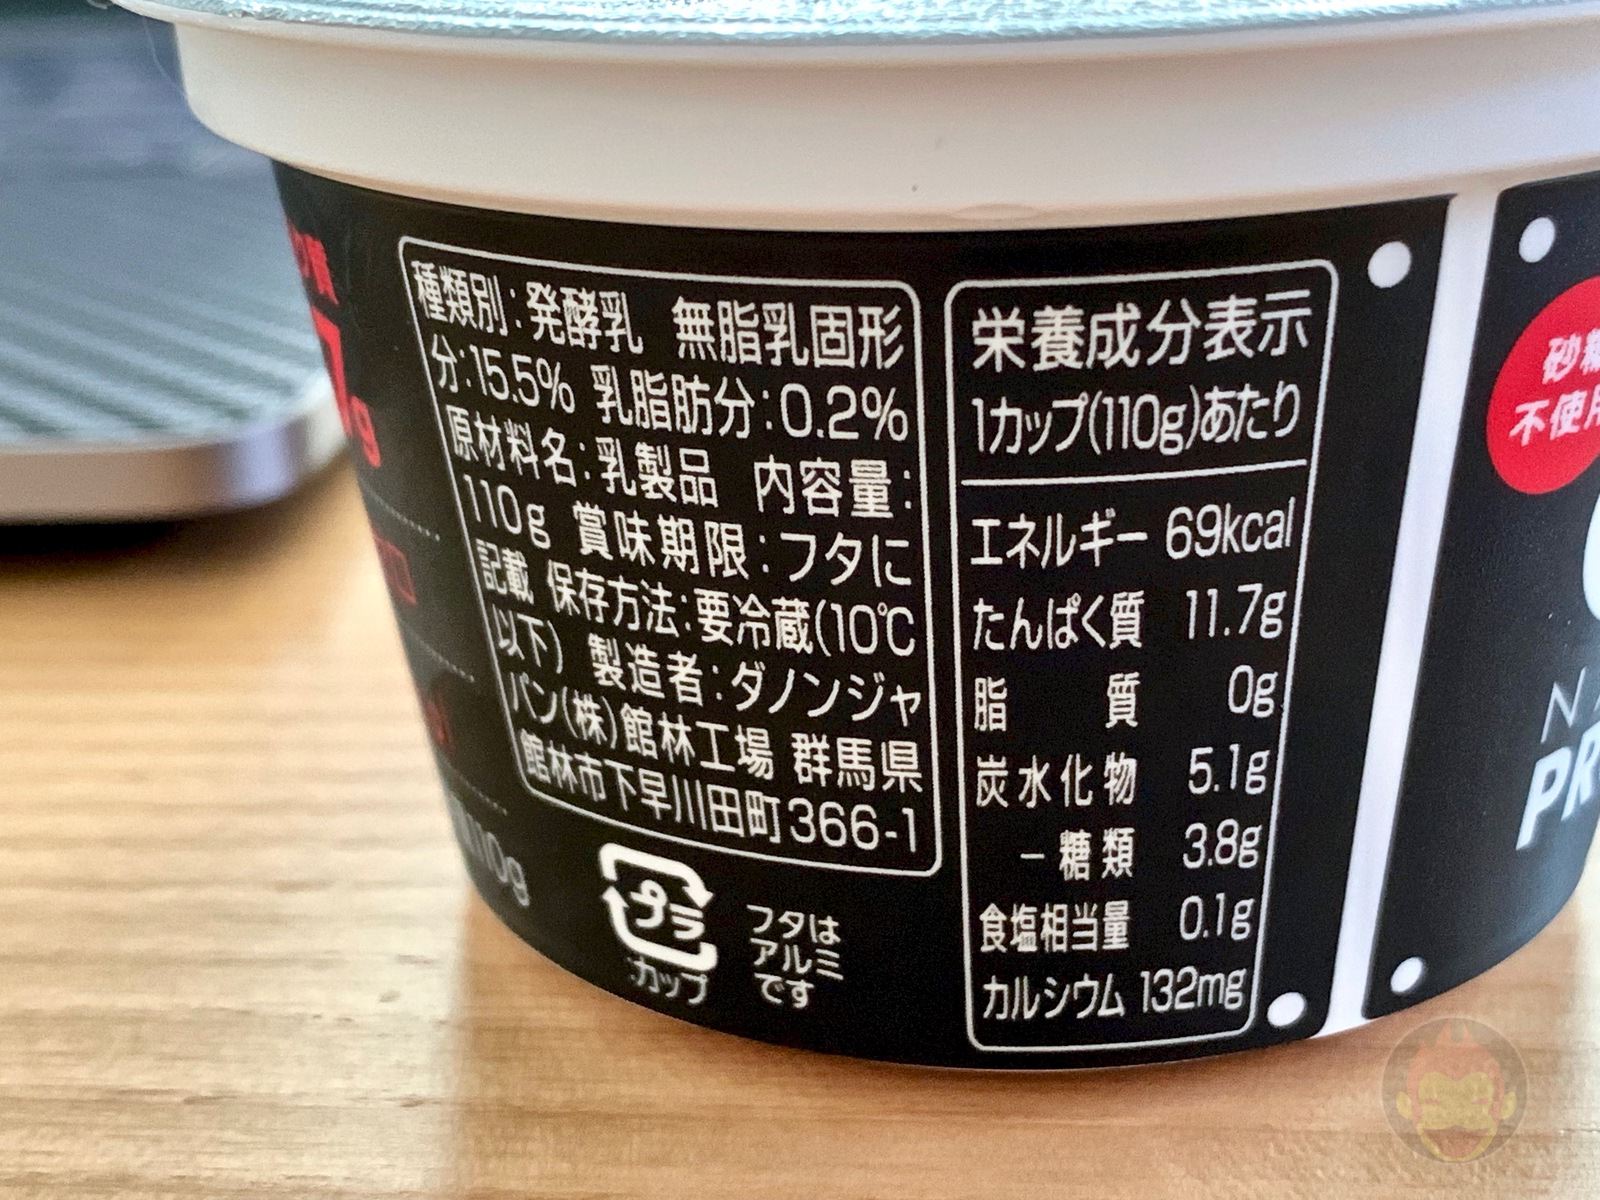 種類別:発酵乳 無脂乳固形
分:15.5% 乳脂肪分:0.2%
原材料名:乳製品 内容量:
110g 賞味期限:フタに
記載 保存方法:要冷蔵(10℃
以下) 製造者:ダノンジャ
パン(株)館林工場 群馬県
館林市下早川田町366-1
プラ
カップ
フタは
アルミ
です
栄養成分表示
1カップ(110g)あたり
エネルギー 69kcal
たんぱく質 11.7g
脂質 0g
炭水化物 5.1g
-糖類 3.8g
食塩相当量 0.1g
カルシウム 132mg
砂糖
不使用